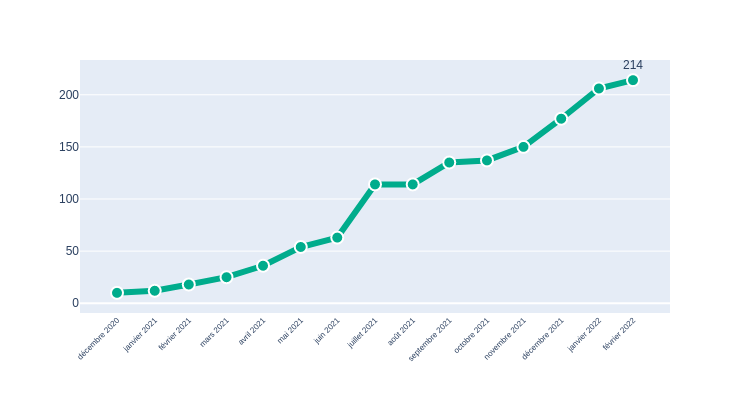 214
200
150
100
50
0
décembre 2020
janvier 2021
février 2021
mars 2021
avril 2021
mai 2021
juin 2021
juillet 2021
août 2021
septembre 2021
octobre 2021
novembre 2021
décembre 2021
janvier 2022
février 2022